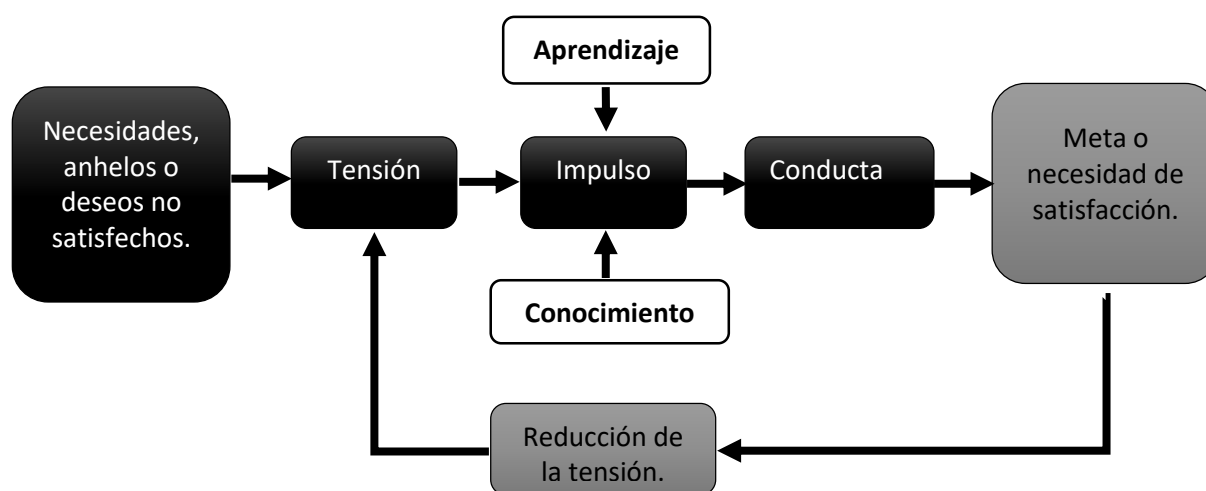 Aprendizaje
Necesidades,
anhelos o
deseos no
satisfechos.
Tensión
Impulso
Conducta
Meta o
necesidad de
satisfacción.
Conocimiento
Reducción de
la tensión.